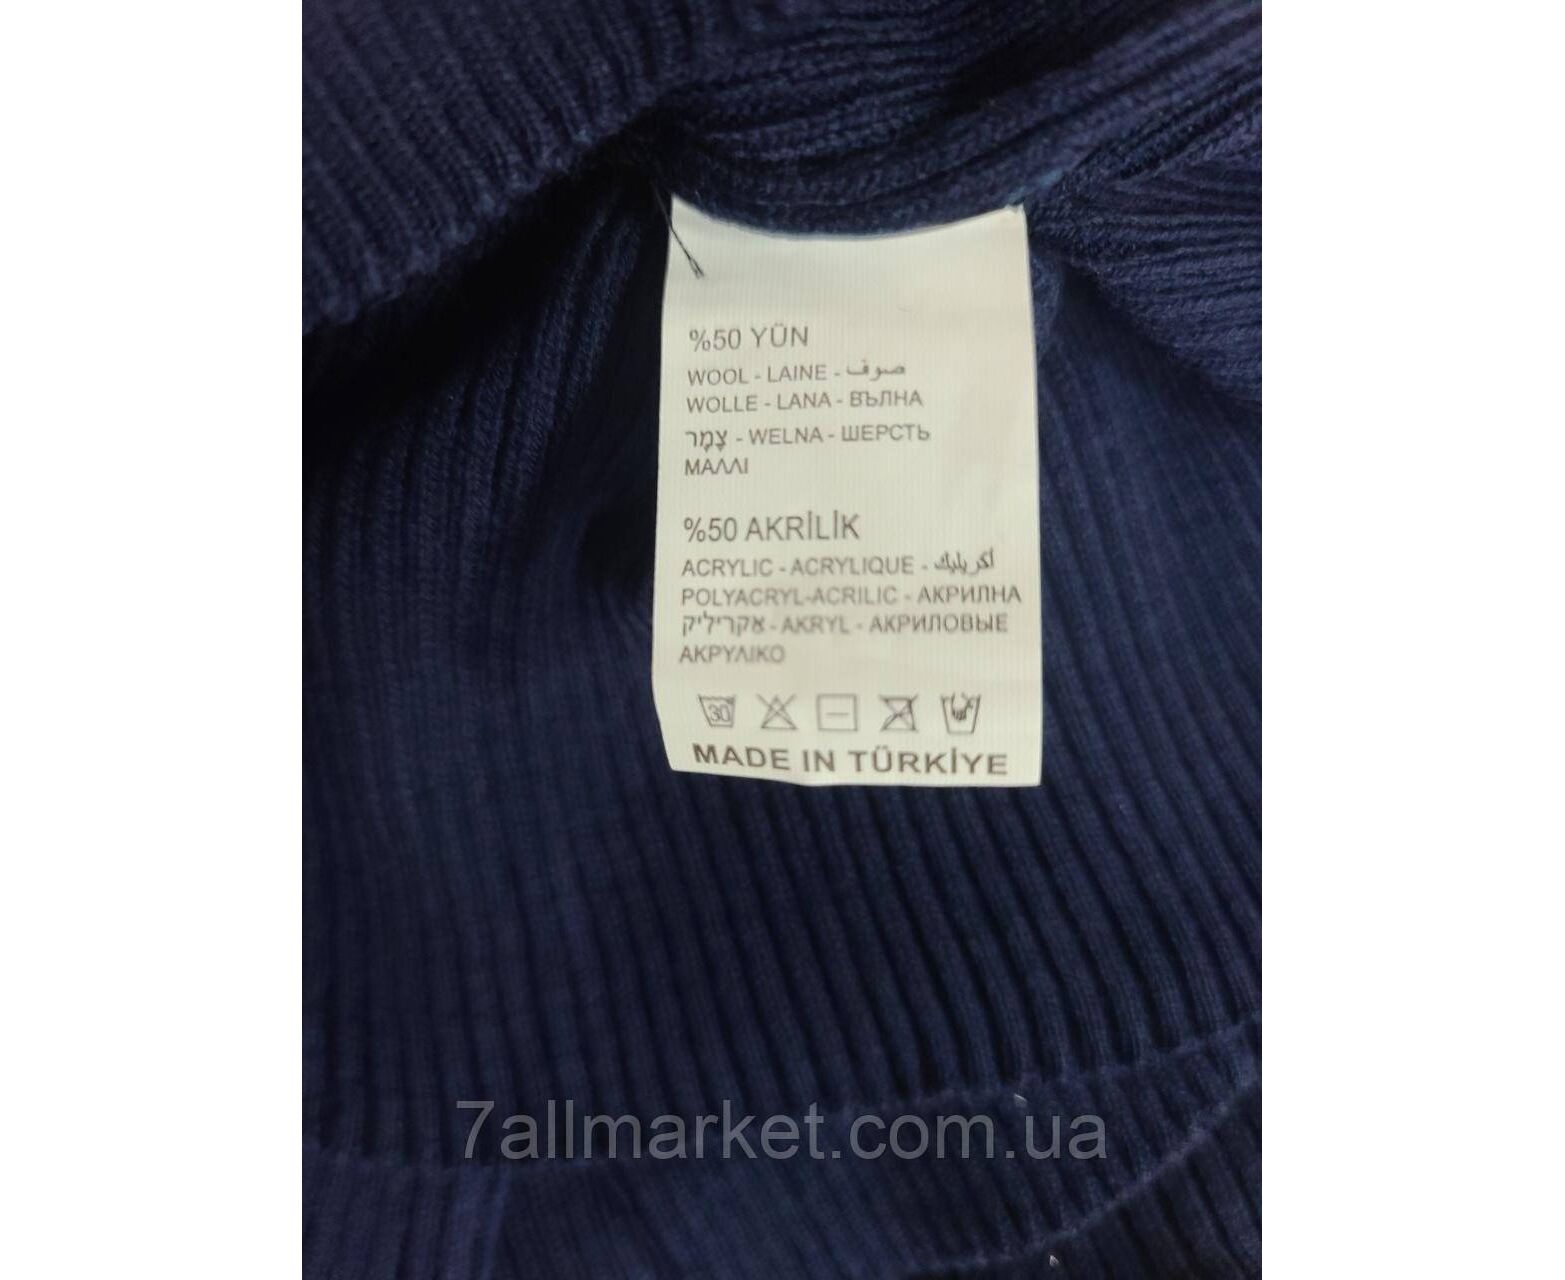 %50 YÜN
WOOL - LAINE - صوف
WOLLE - LANA - ВЪЛНА
צֶמֶר - WELNA - ШЕРСТЬ
ΜΑΛΛΙ
%50 AKRİLİK
ACRYLIC - ACRYLIQUE - أكريليك
POLYACRYL-ACRILIC - АКРИЛНА
אקריליק - AKRYL - АКРИЛОВЫЕ
ΑΚΡΥΛΙΚΟ
30
MADE IN TÜRKİYE
7allmarket.com.ua